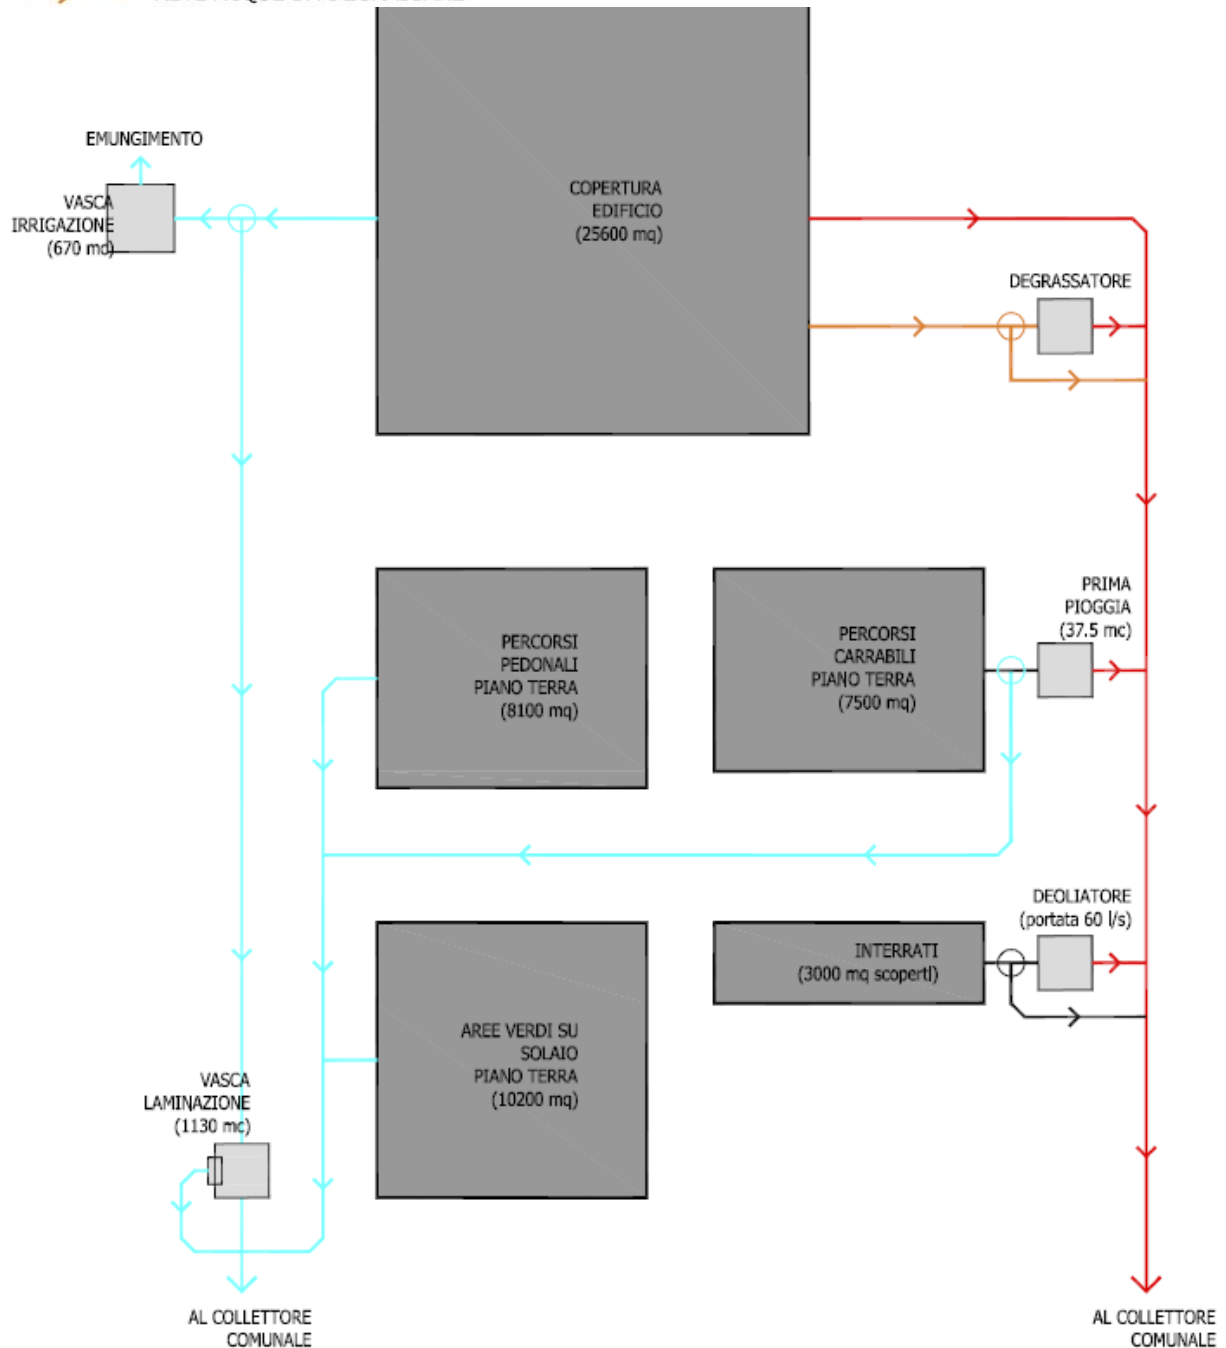 EMUNGIMENTO
VASCA
IRRIGAZIONE
(670 mc)
COPERTURA
EDIFICIO
(25600 mq)
DEGRASSATORE
PERCORSI
PEDONALI
PIANO TERRA
(8100 mq)
PERCORSI
CARRABILI
PIANO TERRA
(7500 mq)
PRIMA
PIOGGIA
(37.5 mc)
DEOLIATORE
(portata 60 l/s)
INTERRATI
(3000 mq scoperti)
AREE VERDI SU
SOLAIO
PIANO TERRA
(10200 mq)
VASCA
LAMINAZIONE
(1130 mc)
AL COLLETTORE
COMUNALE
AL COLLETTORE
COMUNALE